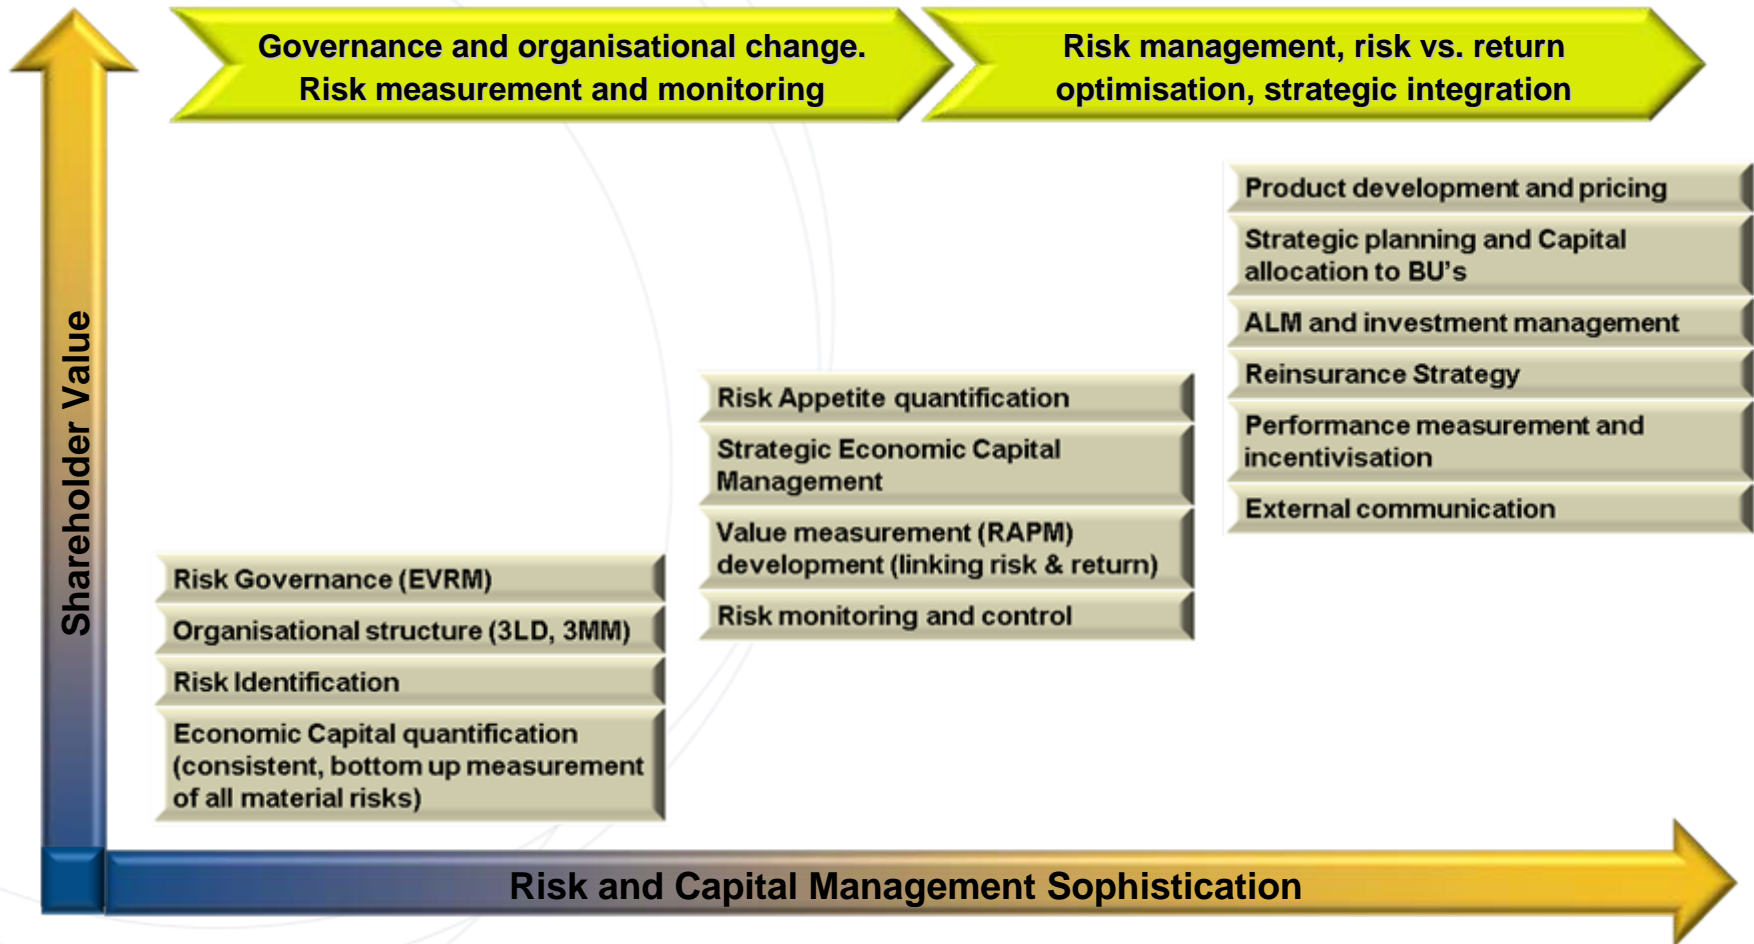 Governance and organisational change.
Risk measurement and monitoring
Risk management, risk vs. return
optimisation, strategic integration
Shareholder Value
Risk Governance (EVRM)
Organisational structure (3LD, 3MM)
Risk Identification
Economic Capital quantification
(consistent, bottom up measurement
of all material risks)
Risk Appetite quantification
Strategic Economic Capital
Management
Value measurement (RAPM)
development (linking risk & return)
Risk monitoring and control
Product development and pricing
Strategic planning and Capital
allocation to BU's
ALM and investment management
Reinsurance Strategy
Performance measurement and
incentivisation
External communication
Risk and Capital Management Sophistication